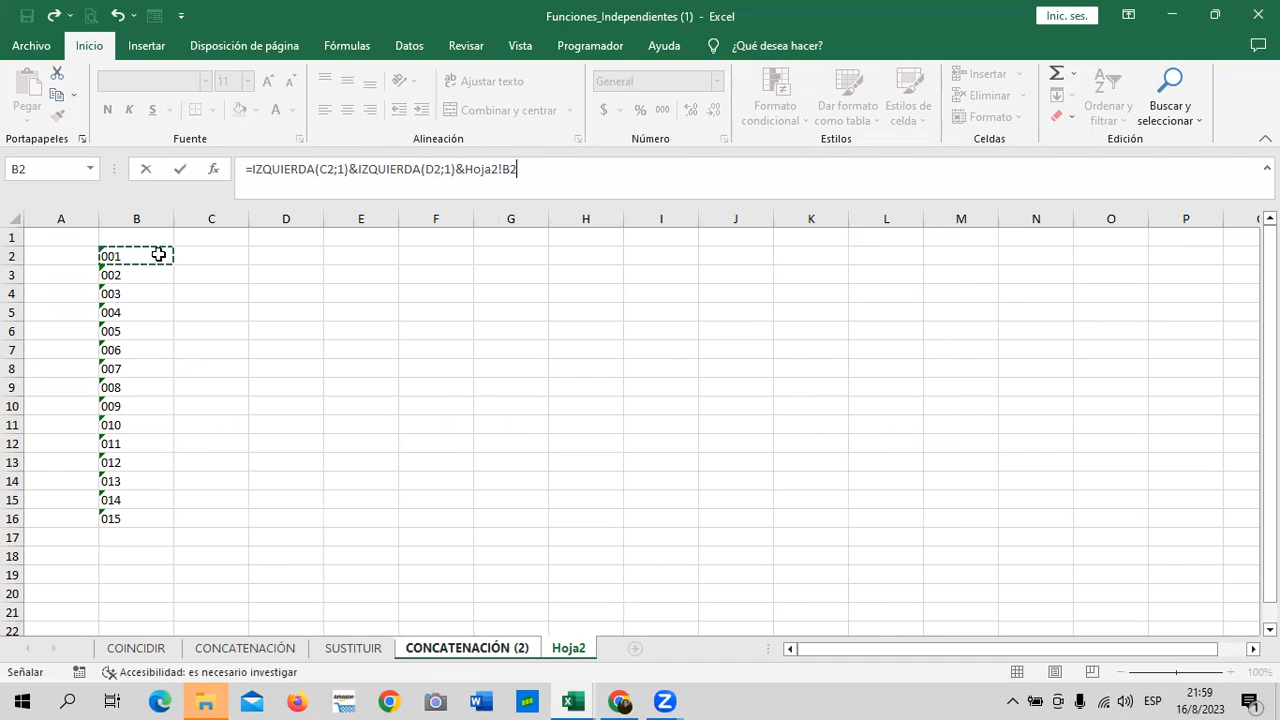 Funciones_Independientes (1) - Excel
Inic. ses.
Archivo
Inicio
Insertar
Disposición de página
Fórmulas
Datos
Revisar
Vista
Programador
Ayuda
¿Qué desea hacer?
Pegar
Portapapeles
11
N K S
Fuente
Ajustar texto
Combinar y centrar
Alineación
General
$ % 000
Número
Formato condicional
Dar formato como tabla
Estilos de celda
Estilos
Insertar
Eliminar
Formato
Celdas
Ordenar y filtrar
Buscar y seleccionar
Edición
B2
fx
=IZQUIERDA(C2;1)&IZQUIERDA(D2;1)&Hoja2!B2
A B C D E F G H I J K L M N O P
1
2 001
3 002
4 003
5 004
6 005
7 006
8 007
9 008
10 009
11 010
12 011
13 012
14 013
15 014
16 015
17
18
19
20
21
22
COINCIDIR
CONCATENACIÓN
SUSTITUIR
CONCATENACIÓN (2)
Hoja2
Señalar
Accesibilidad: es necesario investigar
100%
amazon
ESP
21:59
16/8/2023